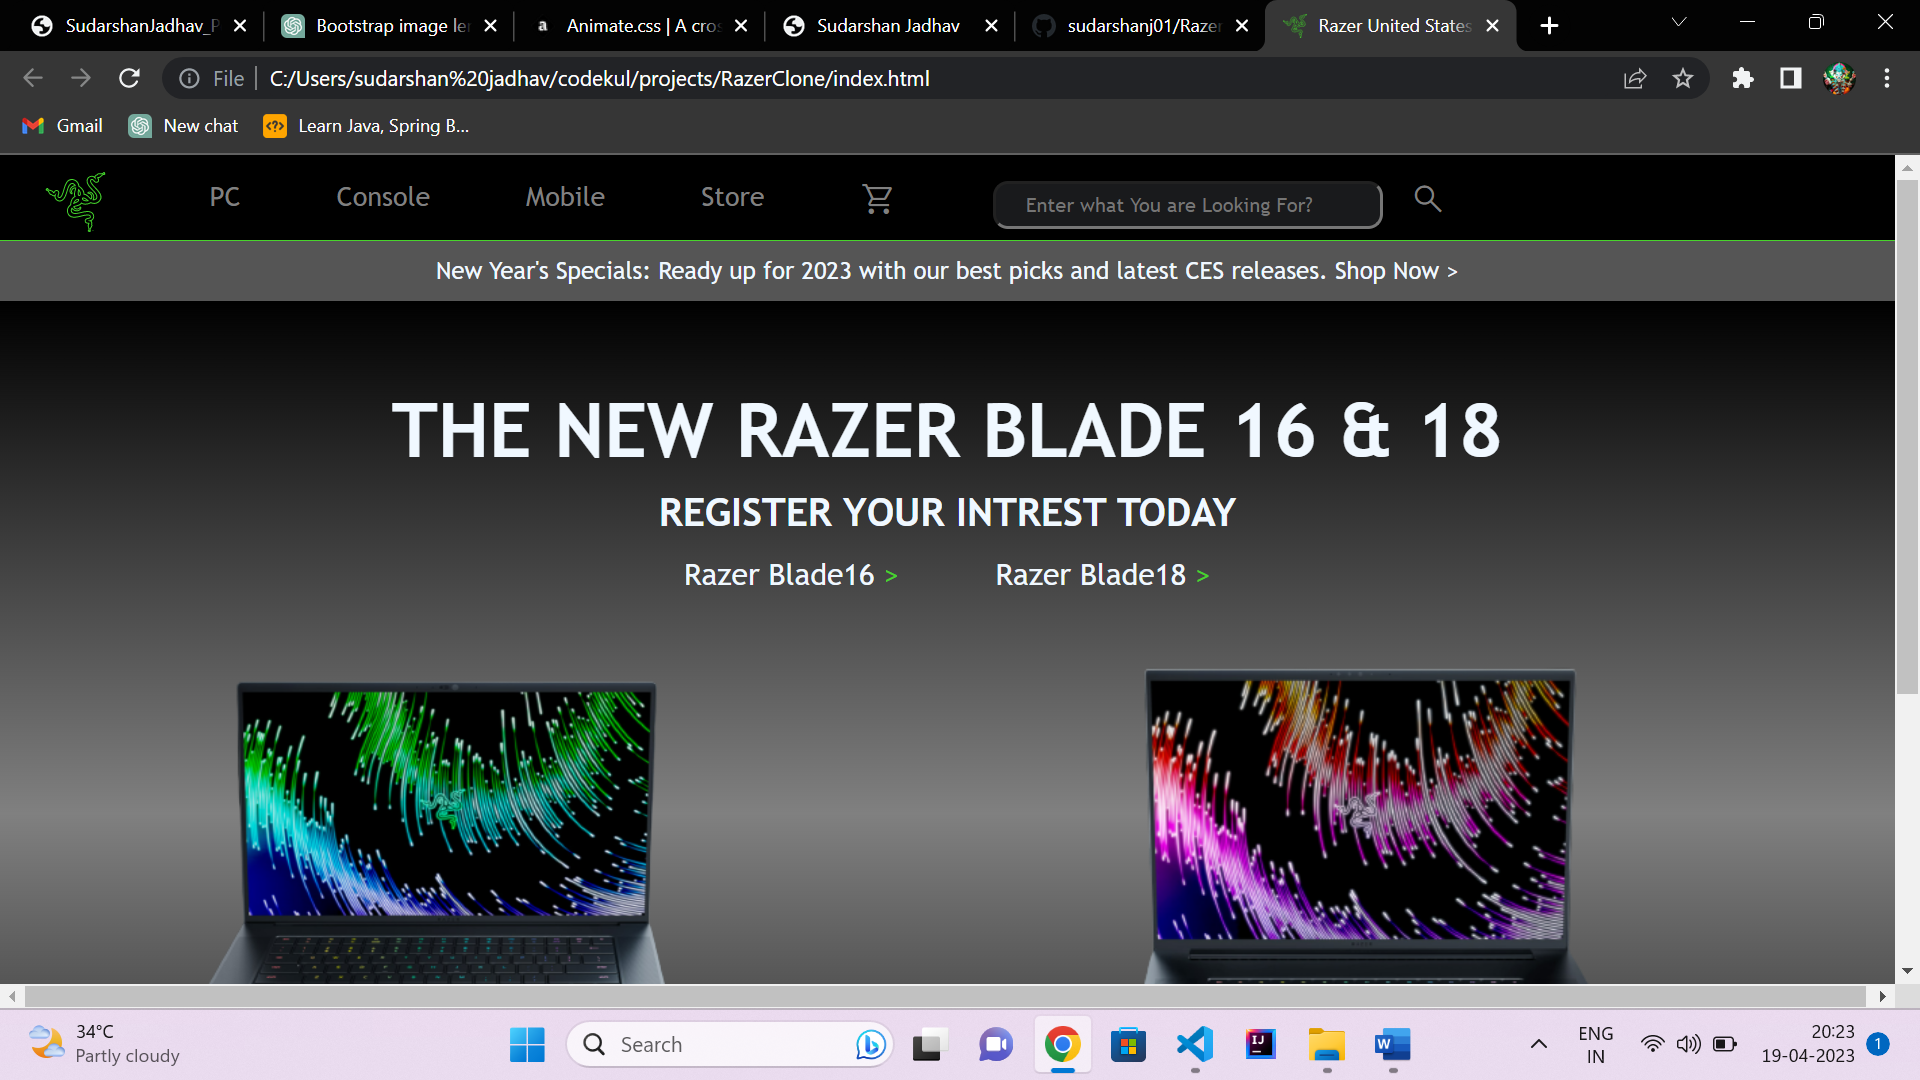 SudarshanJadhav_P
Bootstrap image ler
Animate.css | A cros
Sudarshan Jadhav
sudarshanj01/Razer
Razer United States
File
C:/Users/sudarshan%20jadhav/codekul/projects/RazerClone/index.html
Gmail
New chat
Learn Java, Spring B...
PC
Console
Mobile
Store
Enter what You are Looking For?
New Year's Specials: Ready up for 2023 with our best picks and latest CES releases. Shop Now >
THE NEW RAZER BLADE 16 & 18
REGISTER YOUR INTREST TODAY
Razer Blade16 >
Razer Blade18 >
34°C
Partly cloudy
Search
ENG
IN
20:23
19-04-2023
1